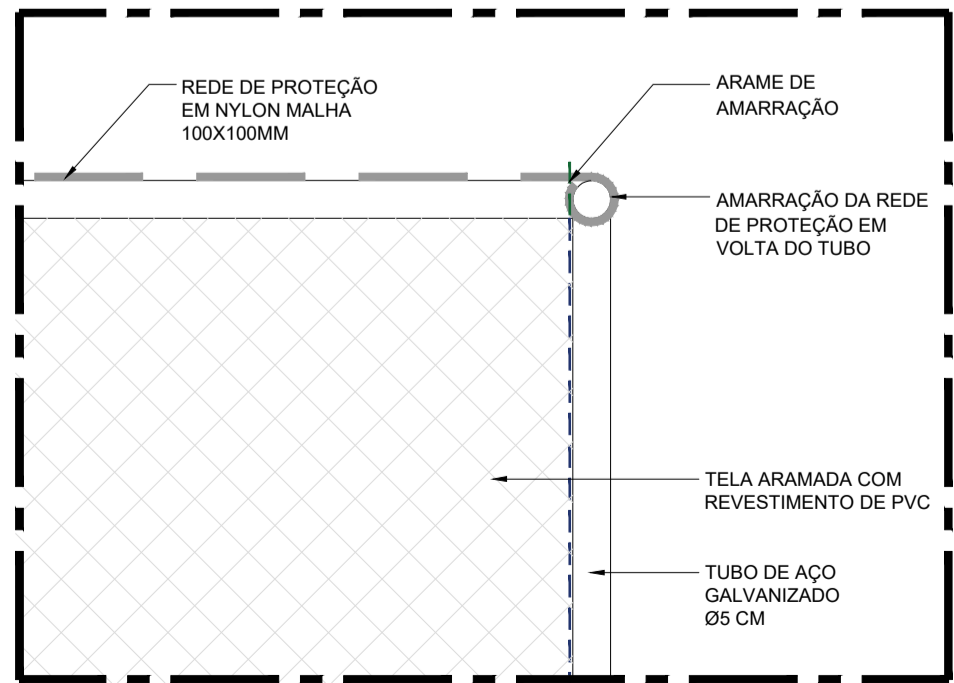 REDE DE PROTEÇÃO
EM NYLON MALHA
100X100MM
ARAME DE
AMARRAÇÃO
AMARRAÇÃO DA REDE
DE PROTEÇÃO EM
VOLTA DO TUBO
TELA ARAMADA COM
REVESTIMENTO DE PVC
TUBO DE AÇO
GALVANIZADO
Ø5 CM